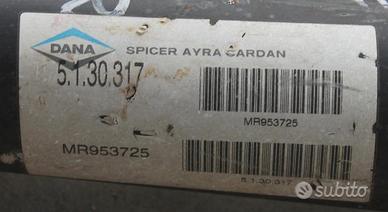 DANA
SPICER AYRA CARDAN
5.1.30.317
MR953725
MR953725
5.1.30.317
subito